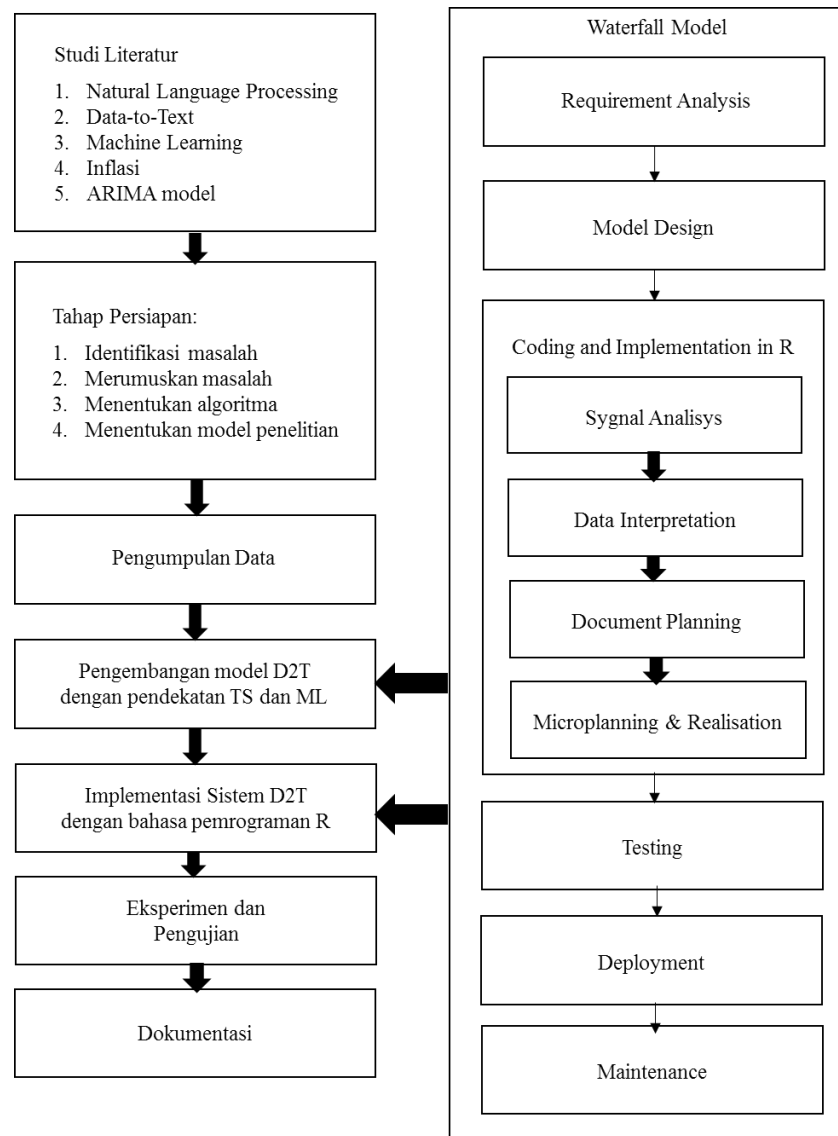 Studi Literatur
1. Natural Language Processing
2. Data-to-Text
3. Machine Learning
4. Inflasi
5. ARIMA model
Tahap Persiapan:
1. Identifikasi masalah
2. Merumuskan masalah
3. Menentukan algoritma
4. Menentukan model penelitian
Pengumpulan Data
Pengembangan model D2T
dengan pendekatan TS dan ML
Implementasi Sistem D2T
dengan bahasa pemrograman R
Eksperimen dan
Pengujian
Dokumentasi
Waterfall Model
Requirement Analysis
Model Design
Coding and Implementation in R
Sygnal Analisys
Data Interpretation
Document Planning
Microplanning & Realisation
Testing
Deployment
Maintenance